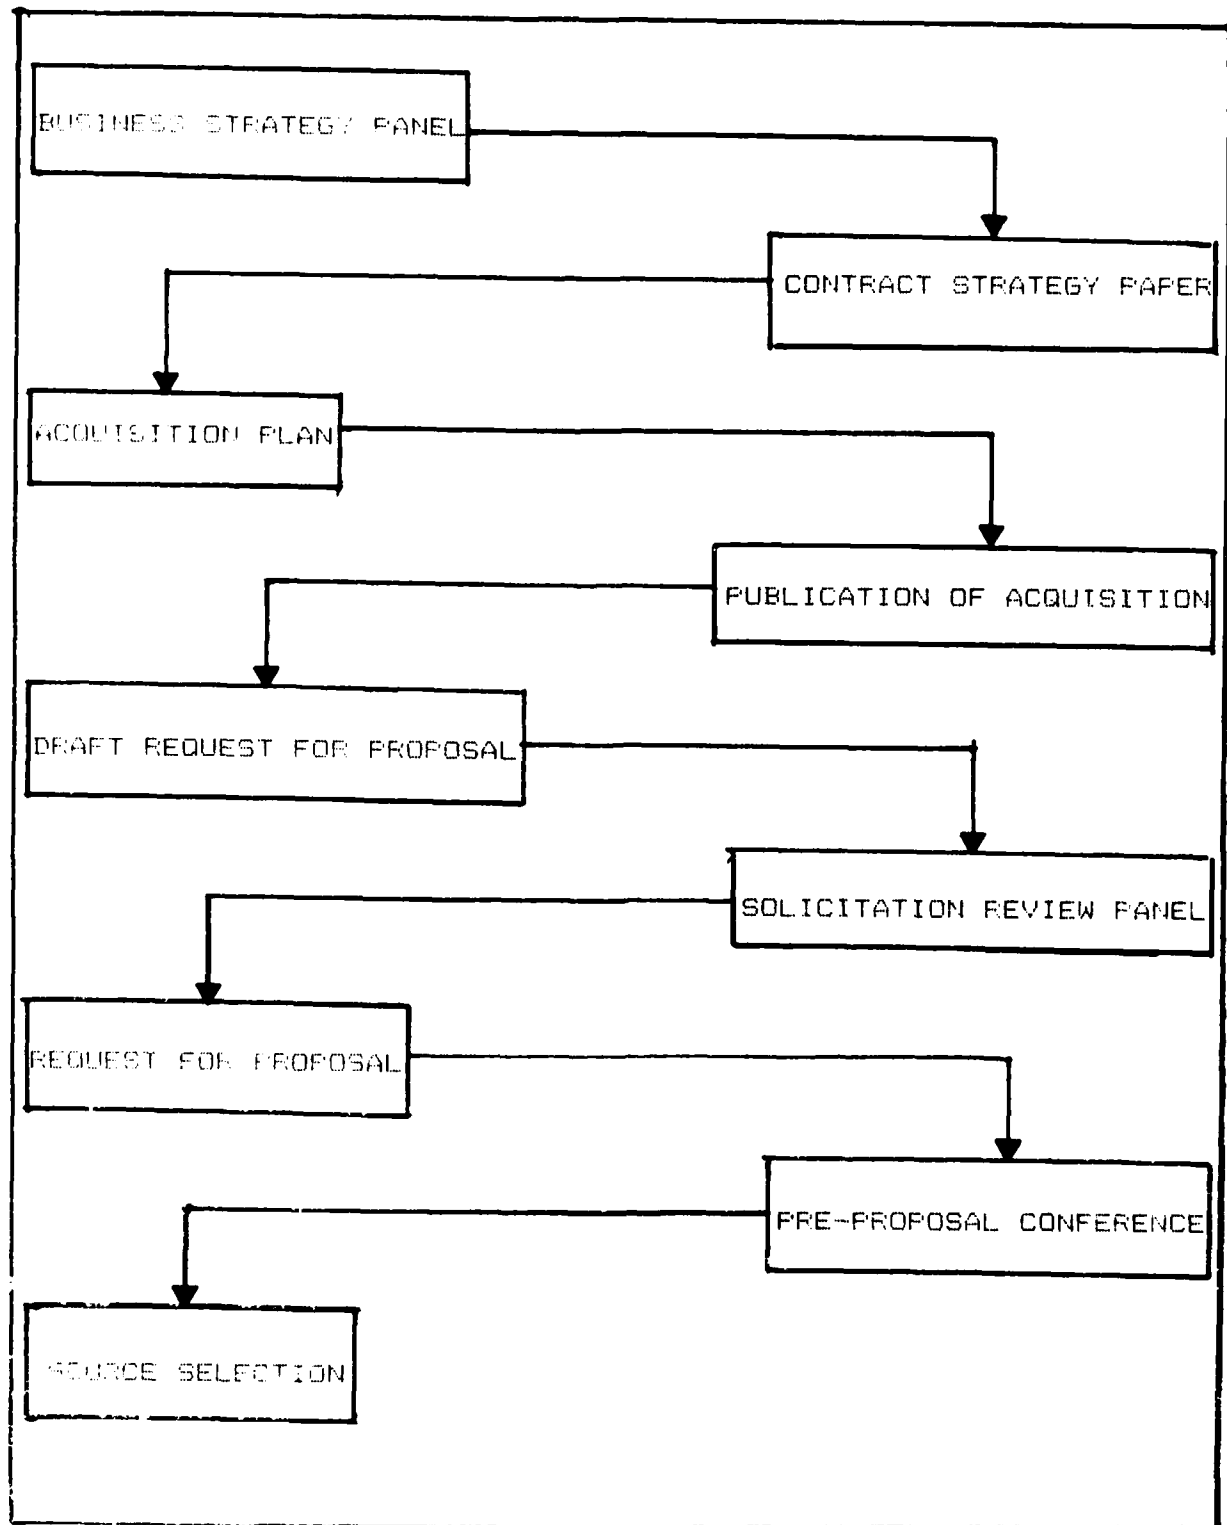 BUSINESS STRATEGY PANEL
CONTRACT STRATEGY PAPER
ACQUISITION PLAN
PUBLICATION OF ACQUISITION
DRAFT REQUEST FOR PROPOSAL
SOLICITATION REVIEW PANEL
REQUEST FOR PROPOSAL
PRE-PROPOSAL CONFERENCE
SOURCE SELECTION